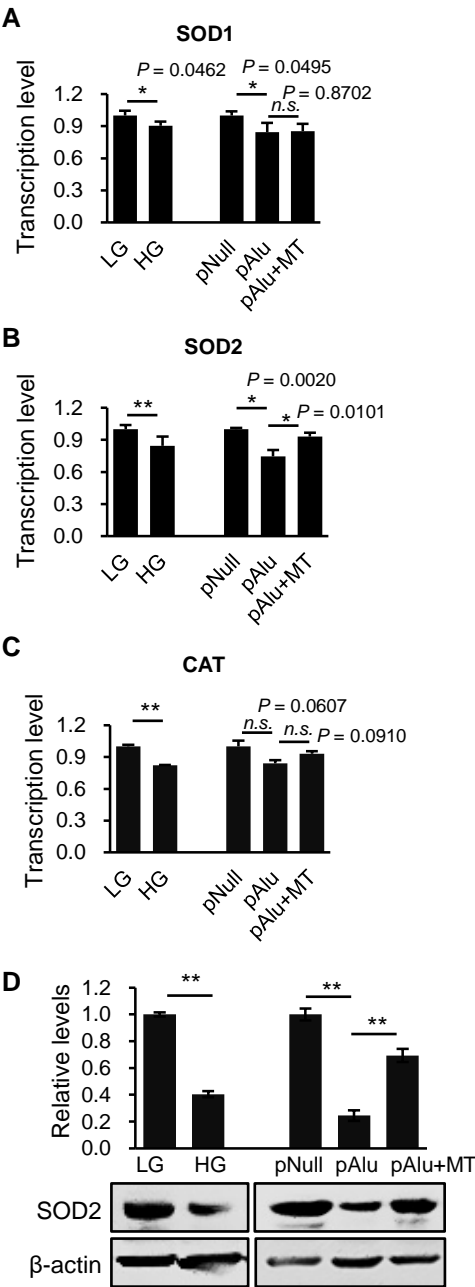 A
SOD1
P = 0.0462
P = 0.0495
P = 0.8702
*
*
n.s.
Transcription level
1.2
0.9
0.6
0.3
0.0
LG
HG
pNull
pAlu
pAlu+MT
B
SOD2
P = 0.0020
P = 0.0101
**
*
*
Transcription level
1.2
0.9
0.6
0.3
0.0
LG
HG
pNull
pAlu
pAlu+MT
C
CAT
P = 0.0607
P = 0.0910
**
n.s.
n.s.
Transcription level
1.2
0.9
0.6
0.3
0.0
LG
HG
pNull
pAlu
pAlu+MT
D
**
**
**
Relative levels
1.2
1.0
0.8
0.6
0.4
0.2
0.0
LG HG pNull pAlu pAlu+MT
SOD2
β-actin